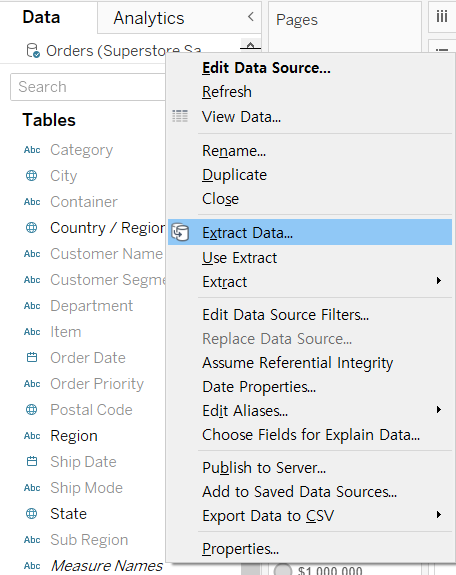 Data
Analytics
Pages
iii
Orders (Superstore Sa
Search
Tables
Abc Category
City
Abc Container
Country / Region
Abc Customer Name
Abc Customer Segme
Abc Department
Abc Item
Order Date
Abc Order Priority
Postal Code
Abc Region
Ship Date
Abc Ship Mode
State
Abc Sub Region
Abc Measure Names
Edit Data Source...
Refresh
View Data...
Rename...
Duplicate
Close
Extract Data...
Use Extract
Extract
Edit Data Source Filters...
Replace Data Source...
Assume Referential Integrity
Date Properties...
Edit Aliases...
Choose Fields for Explain Data...
Publish to Server...
Add to Saved Data Sources...
Export Data to CSV
Properties...
$1,000,000